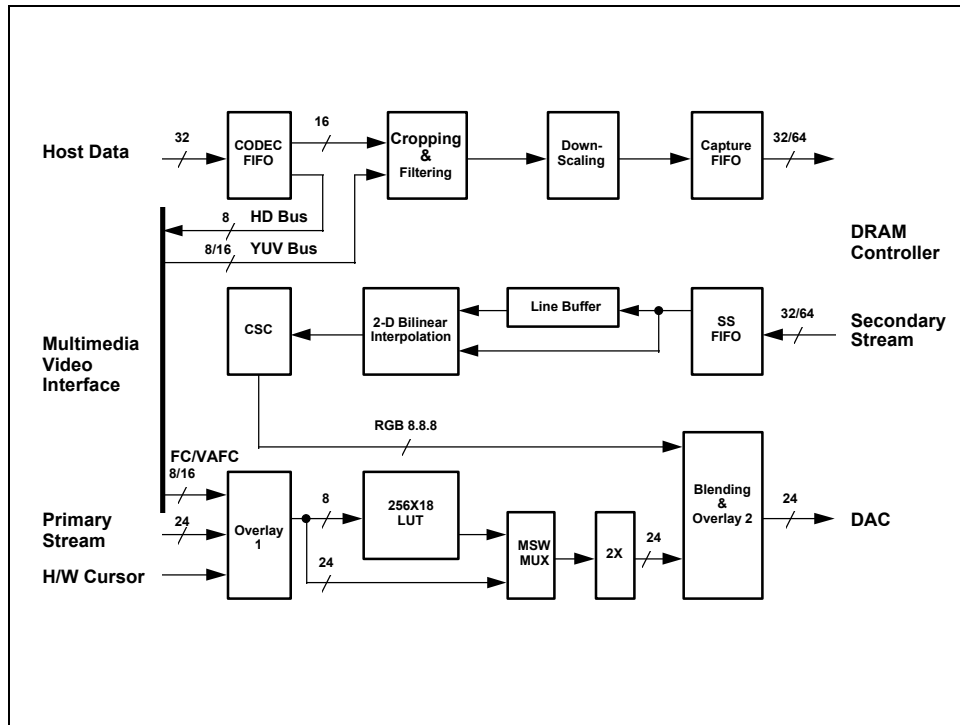 Host Data
32
CODEC
FIFO
16
Cropping
&
Filtering
Down-
Scaling
Capture
FIFO
32/64
8
HD Bus
8/16
YUV Bus
DRAM
Controller
Multimedia
Video
Interface
CSC
2-D Bilinear
Interpolation
Line Buffer
SS
FIFO
32/64
Secondary
Stream
RGB 8.8.8
FC/VAFC
8/16
Primary
Stream
24
H/W Cursor
Overlay
1
8
256X18
LUT
24
MSW
MUX
2X
24
Blending
&
Overlay 2
24
DAC